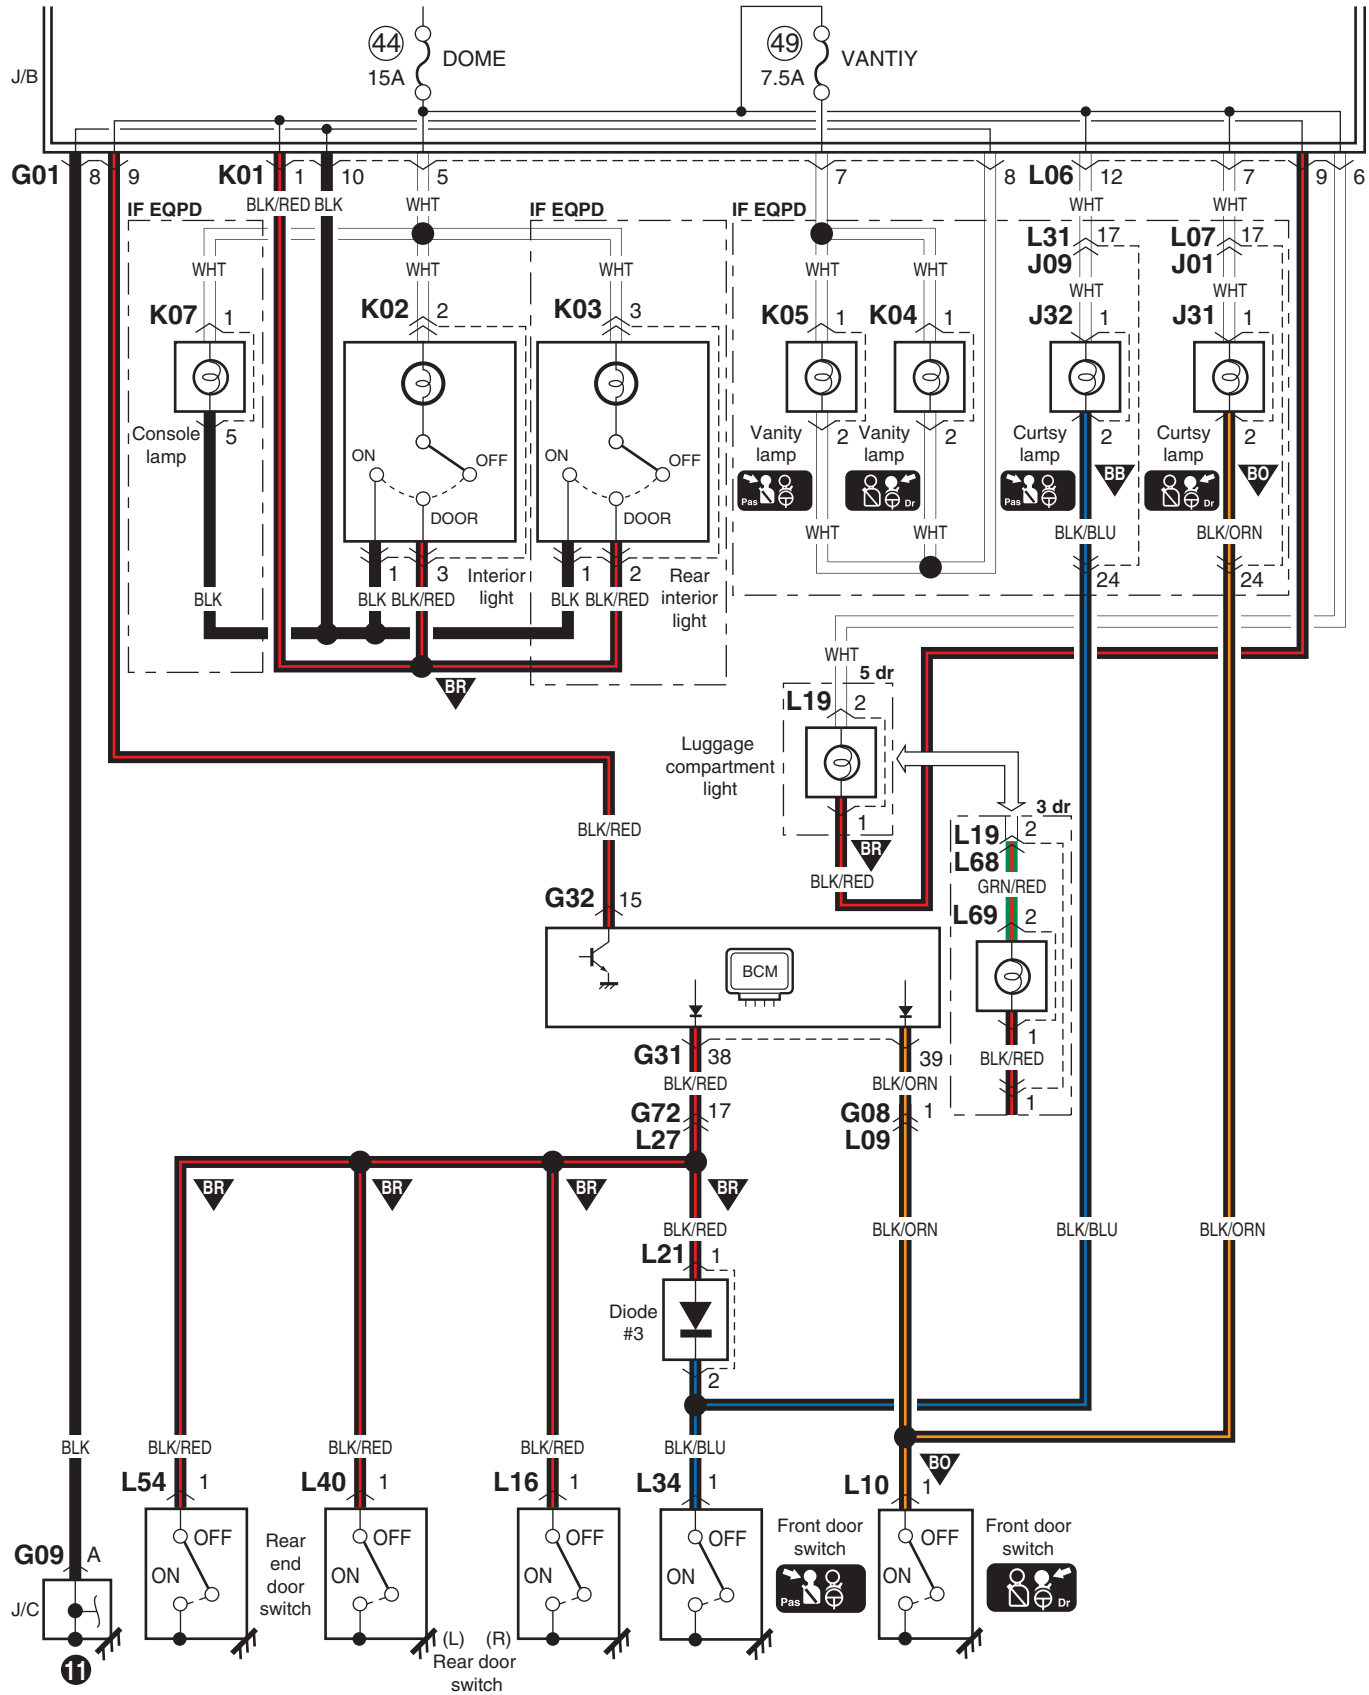 44
15A
DOME
49
7.5A
VANTIY
J/B
G01
8
9
K01
1
10
5
7
8
L06
12
7
9
6
BLK/RED
BLK
WHT
WHT
WHT
IF EQPD
IF EQPD
IF EQPD
L31
17
J09
L07
17
J01
WHT
WHT
WHT
WHT
WHT
WHT
WHT
K07
1
K02
2
K03
3
K05
1
K04
1
J32
1
J31
1
Console
lamp
5
ON
OFF
DOOR
ON
OFF
DOOR
Vanity
lamp
2
Vanity
lamp
2
Curtsy
lamp
2
Curtsy
lamp
2
Pas
Dr
Pas
BB
Dr
BO
WHT
WHT
BLK/BLU
BLK/ORN
1
3
Interior
light
1
2
Rear
interior
light
24
24
BLK
BLK
BLK/RED
BLK
BLK/RED
BR
WHT
5 dr
L19
2
Luggage
compartment
light
1
BR
BLK/RED
3 dr
L19
2
L68
GRN/RED
L69
2
1
BLK/RED
1
BLK/RED
G32
15
BCM
G31
38
39
BLK/RED
BLK/ORN
G72
17
L27
G08
1
L09
BR
BR
BR
BR
BLK/RED
BLK/ORN
BLK/BLU
BLK/ORN
L21
1
Diode
#3
2
BLK
BLK/RED
BLK/RED
BLK/RED
BLK/BLU
BO
L54
1
L40
1
L16
1
L34
1
L10
1
G09
A
J/C
11
OFF
ON
Rear
end
door
switch
OFF
ON
OFF
ON
OFF
ON
Front door
switch
Pas
OFF
ON
Front door
switch
Dr
(L)
(R)
Rear door
switch